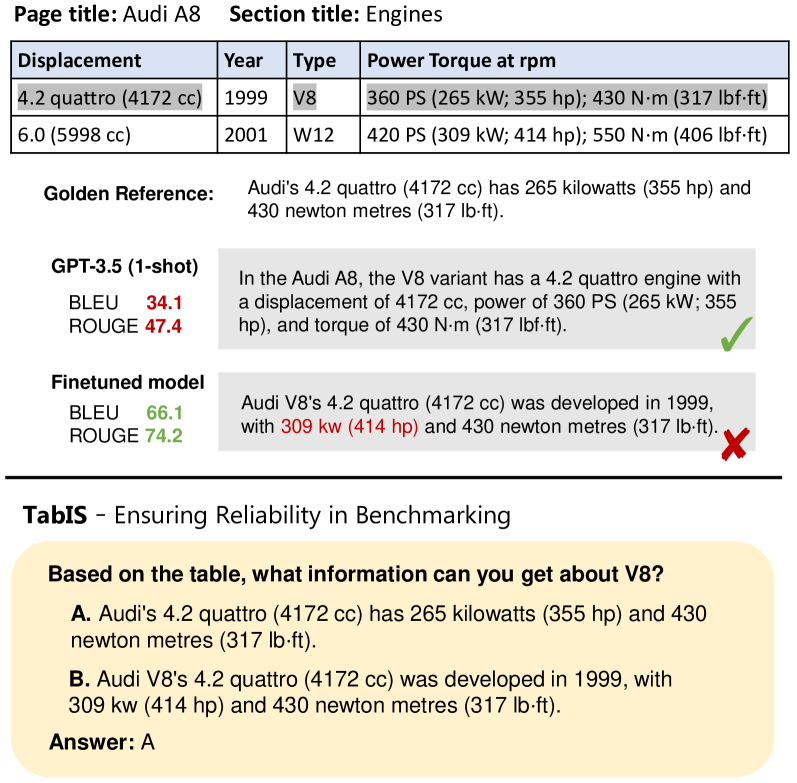 Page title: Audi A8 Section title: Engines
Displacement Year Type Power Torque at rpm
4.2 quattro (4172 cc) 1999 V8 360 PS (265 kW; 355 hp); 430 N·m (317 lbf·ft)
6.0 (5998 cc) 2001 W12 420 PS (309 kW; 414 hp); 550 N·m (406 lbf·ft)
Golden Reference: Audi's 4.2 quattro (4172 cc) has 265 kilowatts (355 hp) and
430 newton metres (317 lb·ft).
GPT-3.5 (1-shot)
BLEU 34.1
ROUGE 47.4
In the Audi A8, the V8 variant has a 4.2 quattro engine with
a displacement of 4172 cc, power of 360 PS (265 kW; 355
hp), and torque of 430 N·m (317 lbf·ft).
Finetuned model
BLEU 66.1
ROUGE 74.2
Audi V8's 4.2 quattro (4172 cc) was developed in 1999,
with 309 kw (414 hp) and 430 newton metres (317 lb·ft).
TabIS – Ensuring Reliability in Benchmarking
Based on the table, what information can you get about V8?
A. Audi's 4.2 quattro (4172 cc) has 265 kilowatts (355 hp) and 430
newton metres (317 lb·ft).
B. Audi V8's 4.2 quattro (4172 cc) was developed in 1999, with
309 kw (414 hp) and 430 newton metres (317 lb·ft).
Answer: A